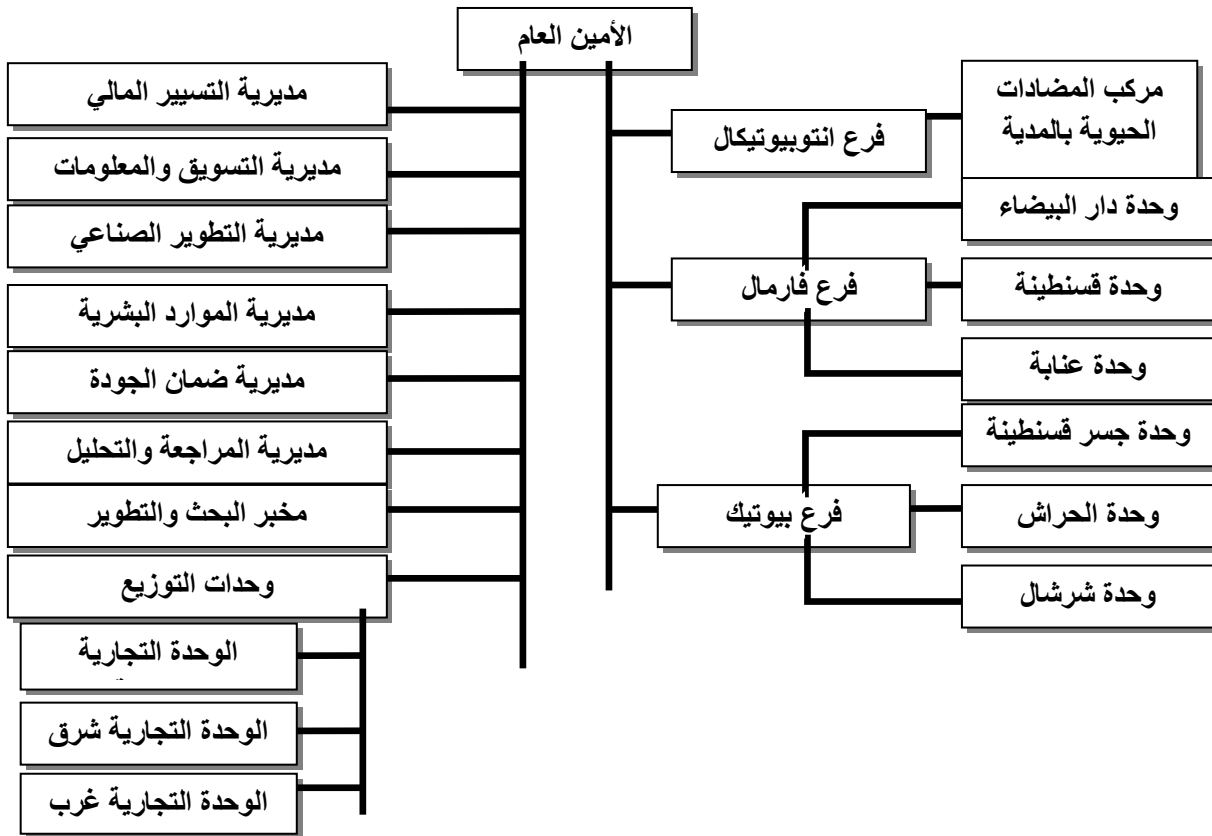 الأمين العام
مركب المضادات
الحيوية بالمدية
فرع انتوبيوتيكال
وحدة دار البيضاء
فرع فارمال
وحدة قسنطينة
وحدة عنابة
وحدة جسر قسنطينة
فرع بيوتيك
وحدة الحراش
وحدة شرشال
مديرية التسيير المالي
مديرية التسويق والمعلومات
مديرية التطوير الصناعي
مديرية الموارد البشرية
مديرية ضمان الجودة
مديرية المراجعة والتحليل
مخبر البحث والتطوير
وحدات التوزيع
الوحدة التجارية
الوحدة التجارية شرق
الوحدة التجارية غرب